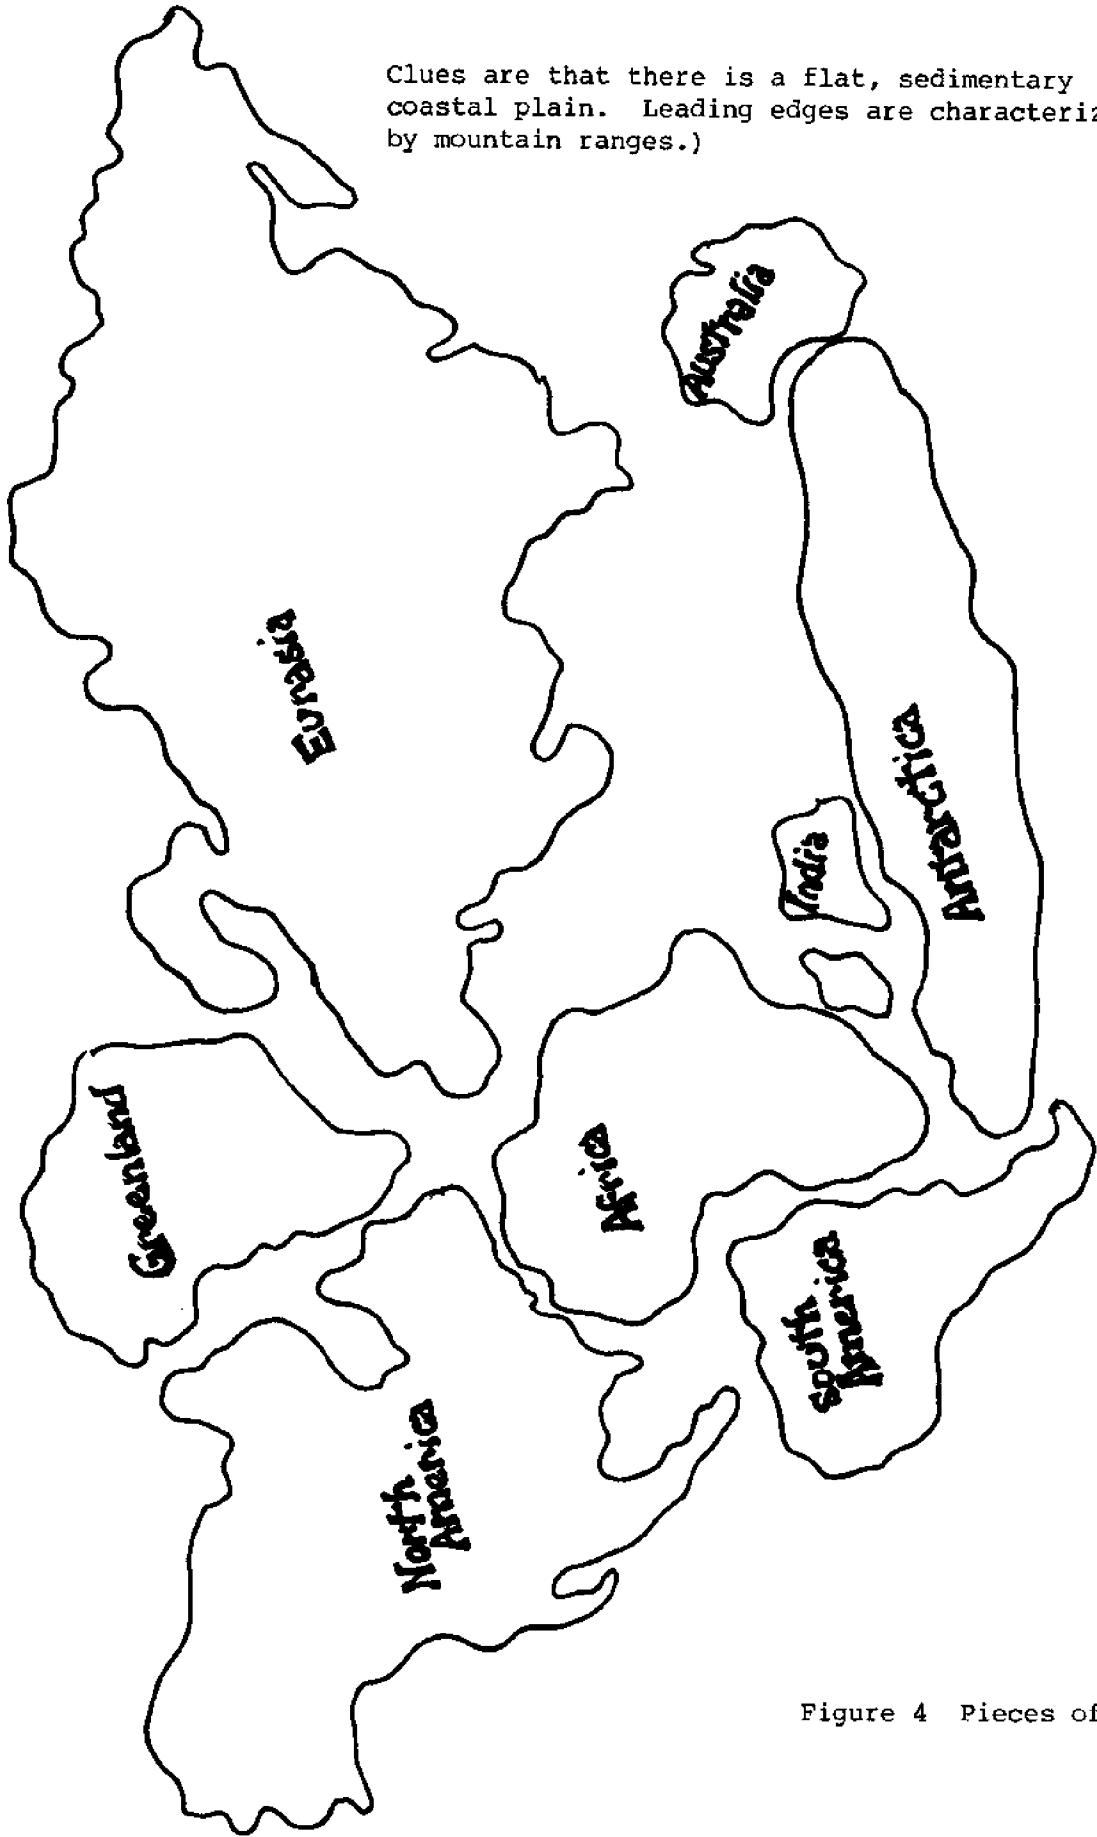 Clues are that there is a flat, sedimentary
coastal plain. Leading edges are
by mountain ranges.)
Australia
Eurasia
Antarctica
India
Greenland
Africa
South
America
North
America
Figure 4 Pieces of